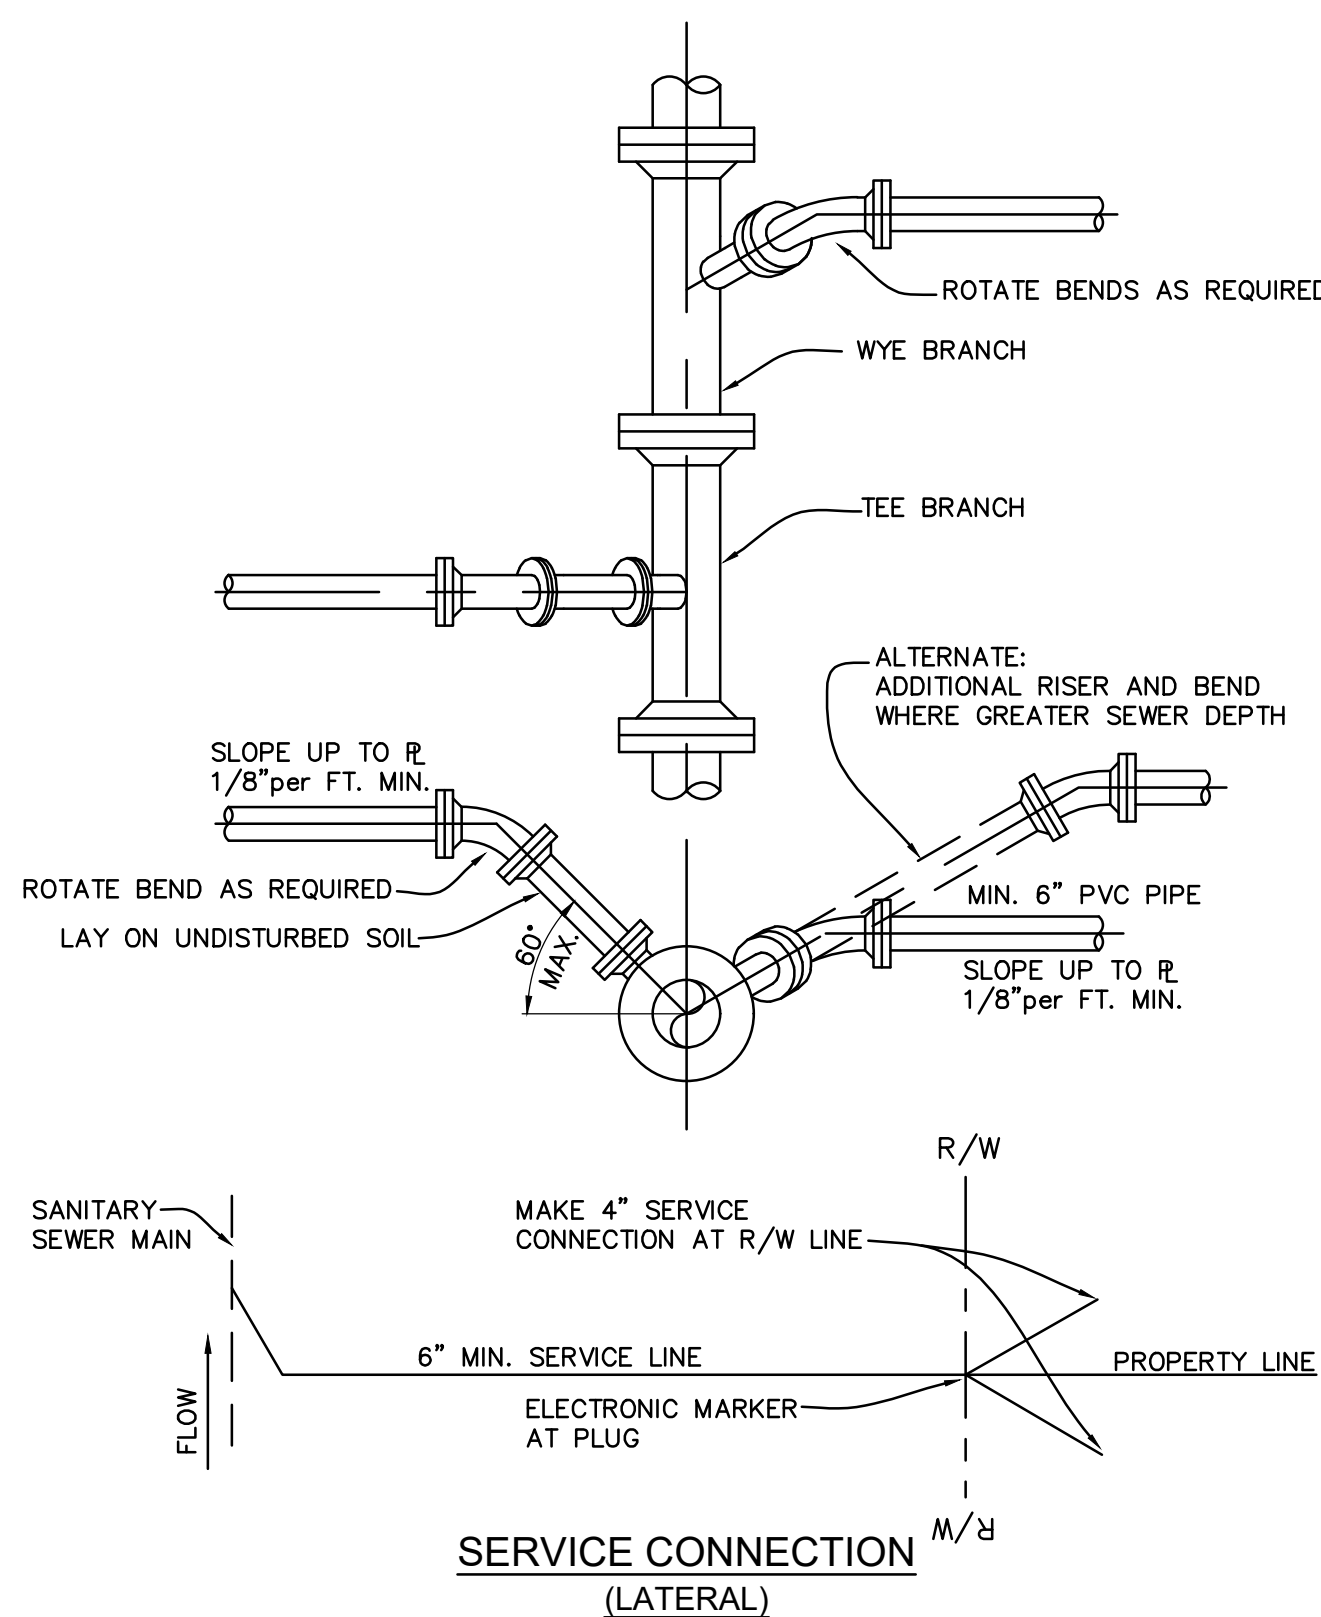 ROTATE BENDS AS REQUIRED
WYE BRANCH
TEE BRANCH
ALTERNATE:
ADDITIONAL RISER AND BEND
WHERE GREATER SEWER DEPTH
SLOPE UP TO ⅊
1/8"per FT. MIN.
ROTATE BEND AS REQUIRED
LAY ON UNDISTURBED SOIL
60°
MAX.
MIN. 6" PVC PIPE
SLOPE UP TO ⅊
1/8"per FT. MIN.
R/W
SANITARY
SEWER MAIN
MAKE 4" SERVICE
CONNECTION AT R/W LINE
FLOW
6" MIN. SERVICE LINE
PROPERTY LINE
ELECTRONIC MARKER
AT PLUG
R/W
SERVICE CONNECTION
(LATERAL)